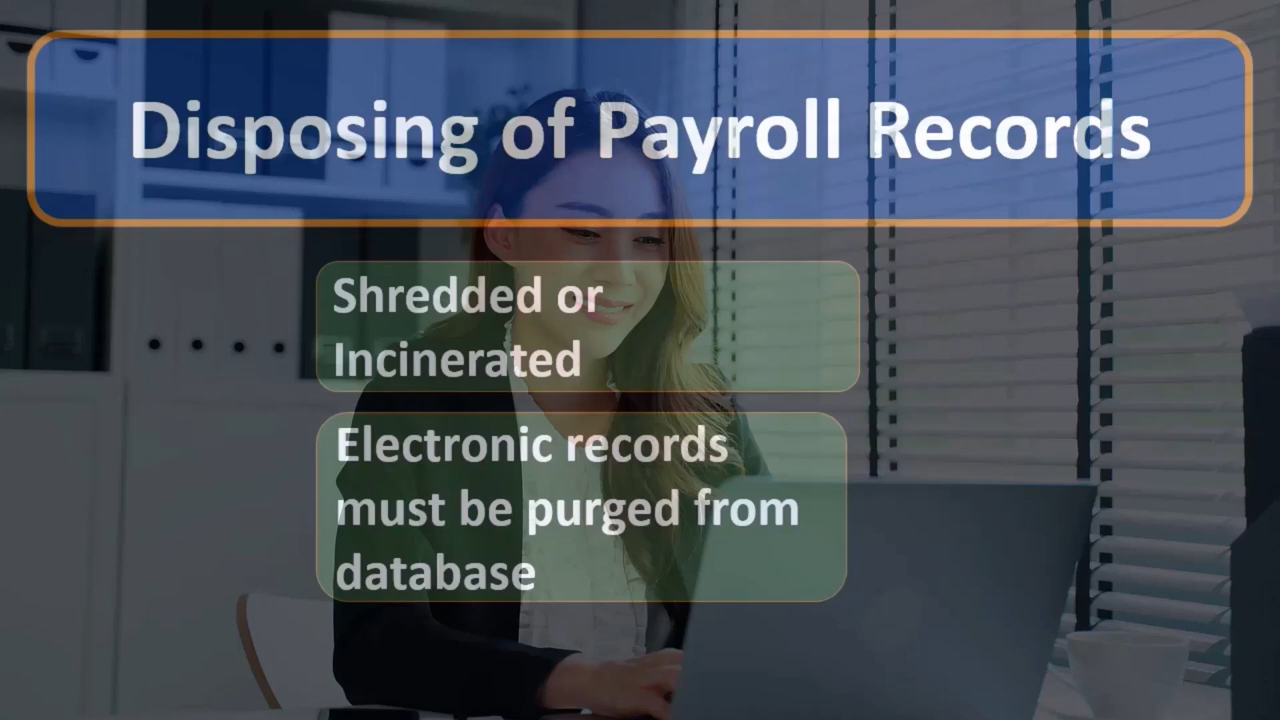 Disposing of Payroll Records
Shredded or
Incinerated
Electronic records
must be purged from
database